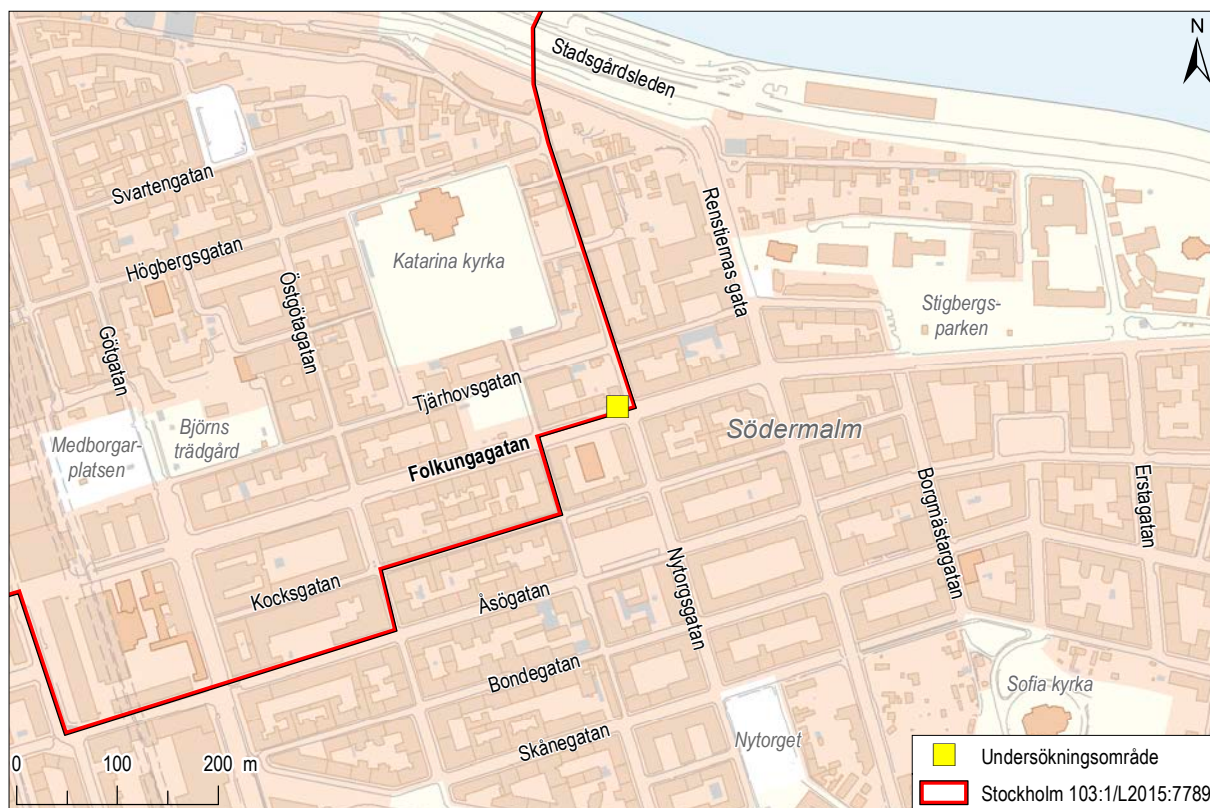 N
Stadsgårdsleden
Svartengatan
Renstiernas gata
Högbergsgatan
Katarina kyrka
Östgötagatan
Stigbergs-
parken
Götgatan
Tjärhovsgatan
Björns
trädgård
Medborgar-
platsen
Södermalm
Folkungagatan
Borgmästargatan
Erstagatan
Kocksgatan
Åsögatan
Nytorgsgatan
Bondegatan
Sofia kyrka
Skånegatan
Nytorget
0 100 200 m
Undersökningsområde
Stockholm 103:1/L2015:7789